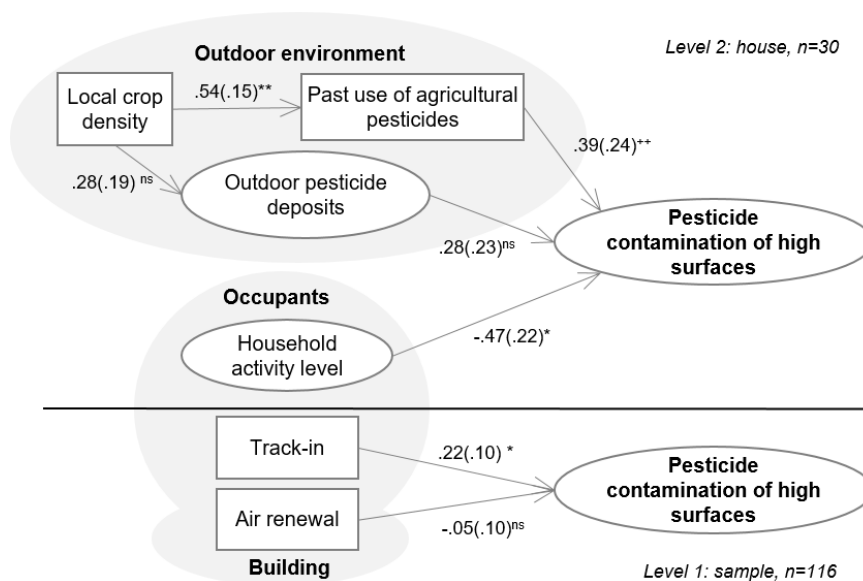 Outdoor environment
Level 2: house, n=30
Local crop
density
.54(.15)**
Past use of agricultural
pesticides
.28(.19) ns
Outdoor pesticide
deposits
.39(.24)++
.28(.23)ns
Pesticide
contamination of high
surfaces
Occupants
Household
activity level
-.47(.22)*
Track-in
.22(.10) *
Air renewal
-.05(.10)ns
Pesticide
contamination of high
surfaces
Building
Level 1: sample, n=116